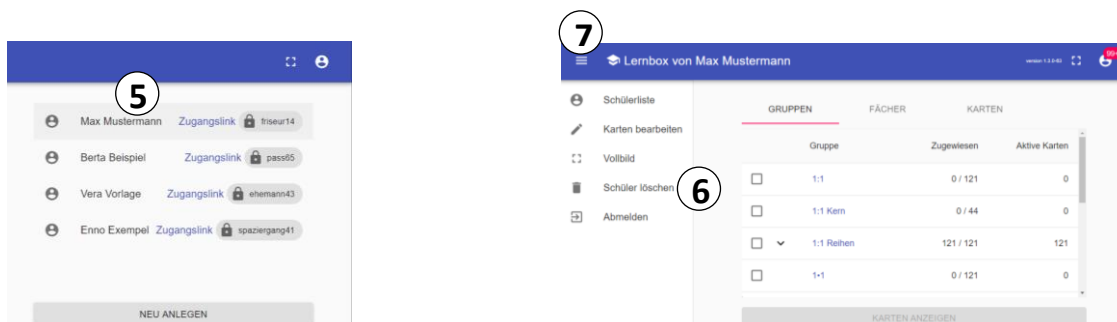 5
Max Mustermann Zugangslink friseur14
Berta Beispiel Zugangslink pass65
Vera Vorlage Zugangslink ehemann43
Enno Exempel Zugangslink spaziergang41
NEU ANLEGEN
7
Lernbox von Max Mustermann
99+
Schülerliste
Karten bearbeiten
Vollbild
Schüler löschen
6
Abmelden
GRUPPEN FÄCHER KARTEN
Gruppe Zugewiesen Aktive Karten
1:1 0 / 121 0
1:1 Kern 0 / 44 0
1:1 Reihen 121 / 121 121
1•1 0 / 121 0
KARTEN ANZEIGEN